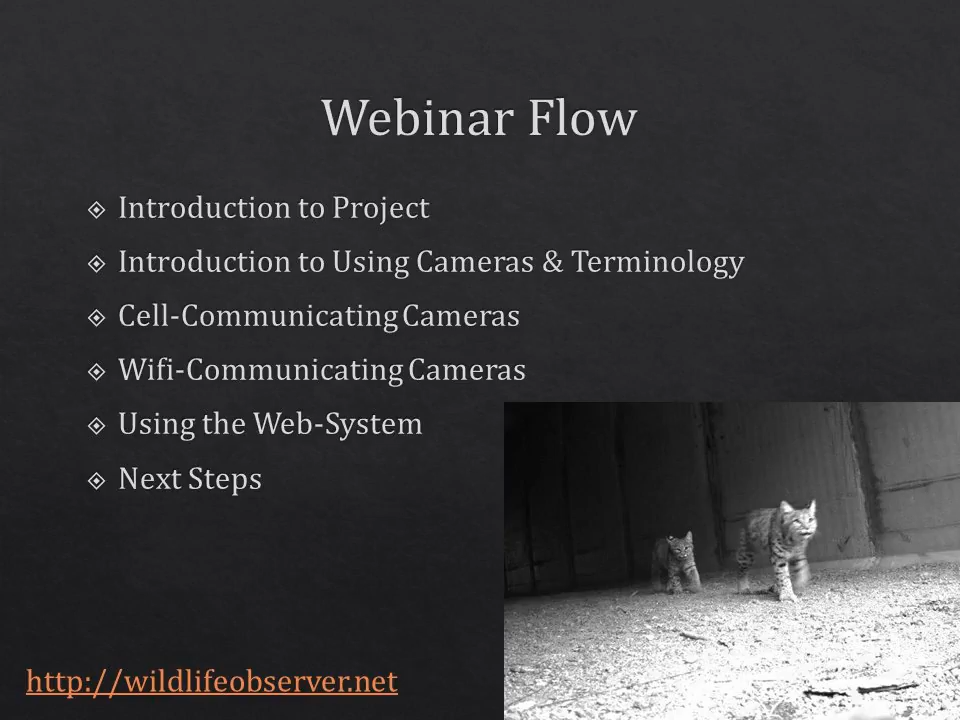 Webinar Flow
Introduction to Project
Introduction to Using Cameras & Terminology
Cell-Communicating Cameras
Wifi-Communicating Cameras
Using the Web-System
Next Steps
http://wildlifeobserver.net